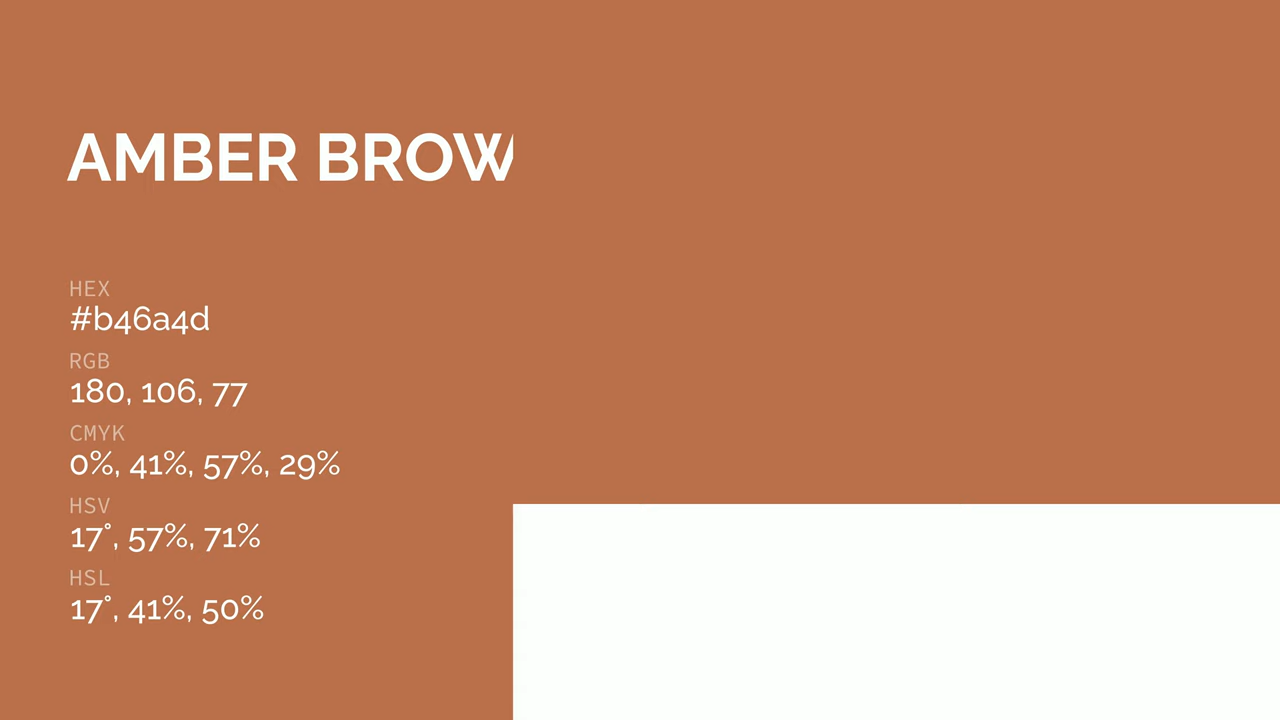 AMBER BROW
HEX
#b46a4d
RGB
180, 106, 77
CMYK
0%, 41%, 57%, 29%
HSV
17°, 57%, 71%
HSL
17°, 41%, 50%